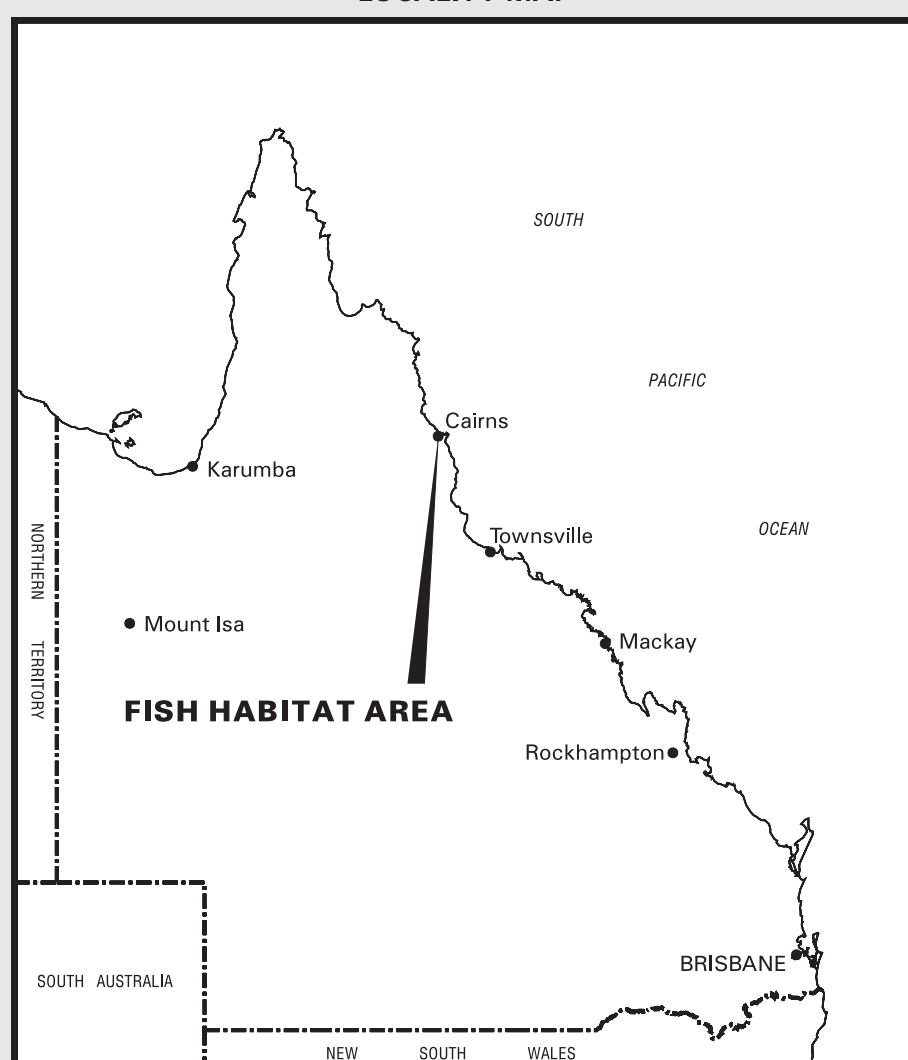 LOCALITY MAP
SOUTH
PACIFIC
OCEAN
Cairns
Karumba
Townsville
NORTHERN TERRITORY
Mount Isa
Mackay
FISH HABITAT AREA
Rockhampton
BRISBANE
SOUTH AUSTRALIA
NEW SOUTH WALES